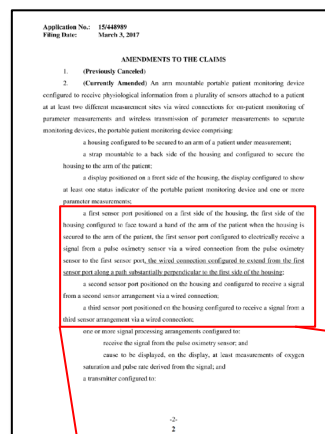 Application No.: 15/448989
Filing Date: March 3, 2017
AMENDMENTS TO THE CLAIMS
1. (Previously Canceled)
2. (Currently Amended) An arm mountable portable patient monitoring device
configured to receive physiological information from a plurality of sensors attached to a patient
at at least two different measurement sites via wired connections for on-patient monitoring of
parameter measurements and wireless transmission of parameter measurements to separate
monitoring devices, the portable patient monitoring device comprising:
a housing configured to be secured to an arm of a patient under measurement;
a strap mountable to a back side of the housing and configured to secure the
housing to the arm of the patient;
a display positioned on a front side of the housing, the display configured to show
at least one status indicator of the portable patient monitoring device and one or more
parameter measurements;
a first sensor port positioned on a first side of the housing, the first side of the
housing configured to face toward a hand of the arm of the patient when the housing is
secured to the arm of the patient, the first sensor port configured to electrically receive a
signal from a pulse oximetry sensor via a wired connection from the pulse oximetry
sensor to the first sensor port, the wired connection configured to extend from the first
sensor port along a path substantially perpendicular to the first side of the housing;
a second sensor port positioned on the housing and configured to receive a signal
from a second sensor arrangement via a wired connection;
a third sensor port positioned on the housing configured to receive a signal from a
third sensor arrangement via a wired connection;
one or more signal processing arrangements configured to:
receive the signal from the pulse oximetry sensor; and
cause to be displayed, on the display, at least measurements of oxygen
saturation and pulse rate derived from the signal; and
a transmitter configured to:
-2-
2